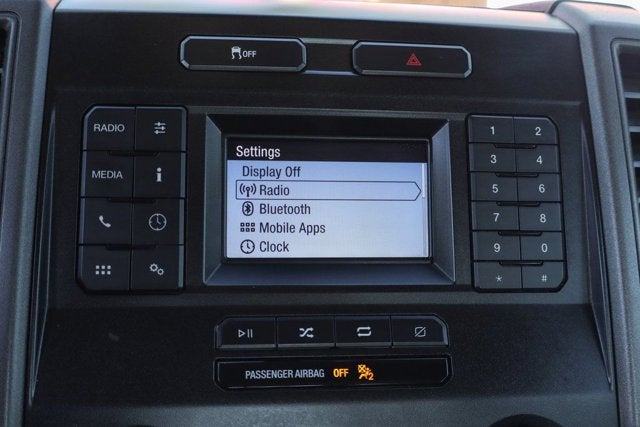 OFF
RADIO
MEDIA
Settings
Display Off
Radio
Bluetooth
Mobile Apps
Clock
1 2
3 4
5 6
7 8
9 0
* #
PASSENGER AIRBAG OFF 2